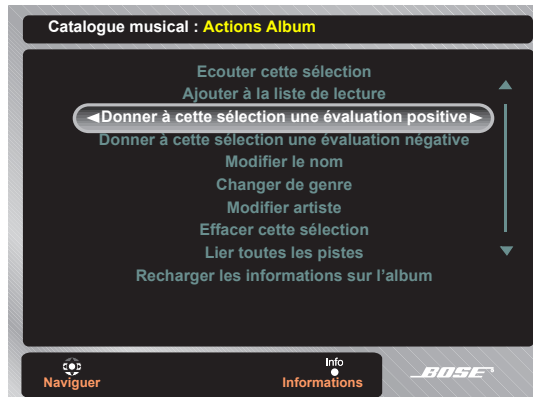 Catalogue musical : Actions Album
Ecouter cette sélection
Ajouter à la liste de lecture
Donner à cette sélection une évaluation positive
Donner à cette sélection une évaluation négative
Modifier le nom
Changer de genre
Modifier artiste
Effacer cette sélection
Lier toutes les pistes
Recharger les informations sur l’album
Info
Naviguer
Informations
BOSE